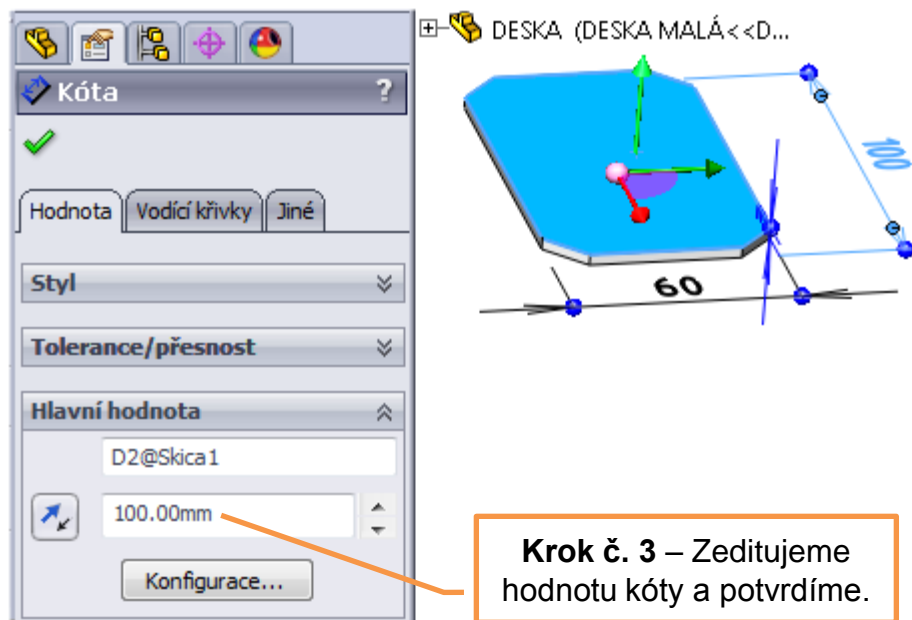 DESKA (DESKA MALÁ<<D...
Kóta ?
Hodnota Vodící křivky Jiné
Styl
Tolerance/přesnost
Hlavní hodnota
D2@Skica1
100.00mm
Konfigurace...
100
60
Krok č. 3 – Zeditujeme
hodnotu kóty a potvrdíme.